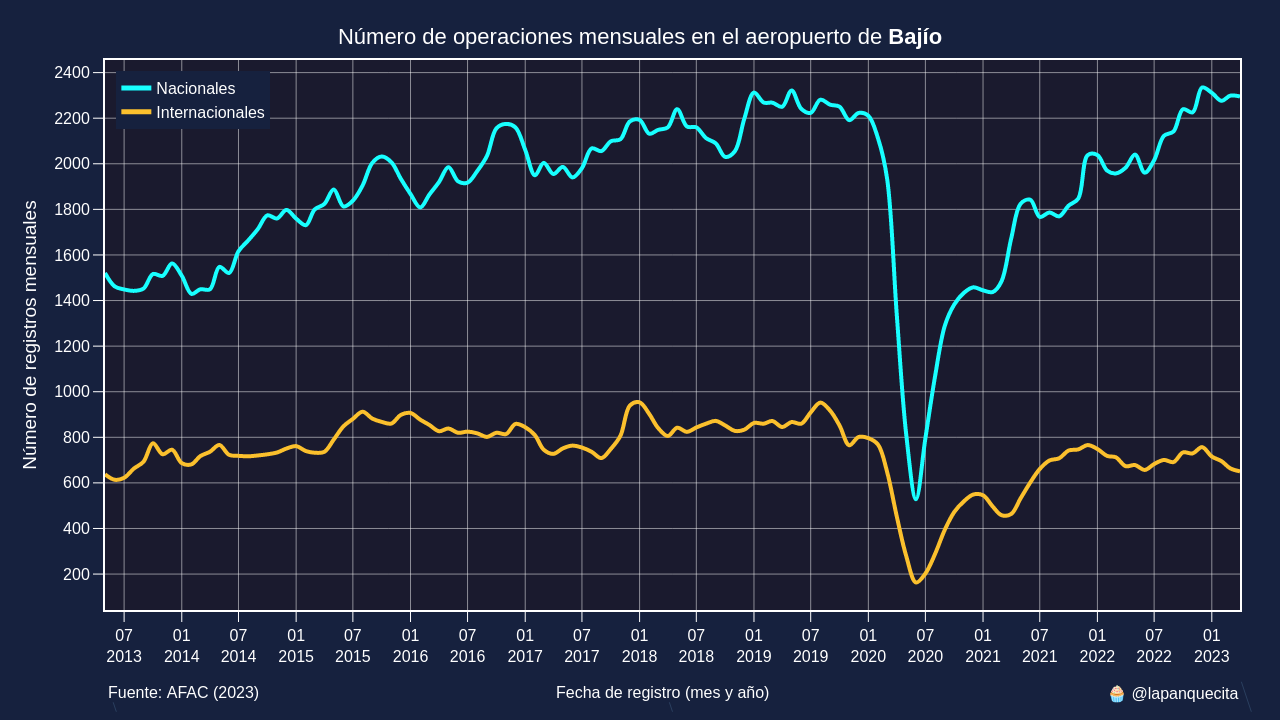 Número de operaciones mensuales en el aeropuerto de Bajío
Nacionales
Internacionales
Número de registros mensuales
2400
2200
2000
1800
1600
1400
1200
1000
800
600
400
200
07 01 07 01 07 01 07 01 07 01 07 01 07 01 07 01 07 01 07 01
2013 2014 2014 2015 2015 2016 2016 2017 2017 2018 2018 2019 2019 2020 2020 2021 2021 2022 2022 2023
Fuente: AFAC (2023) Fecha de registro (mes y año) 🧁 @lapanquecita